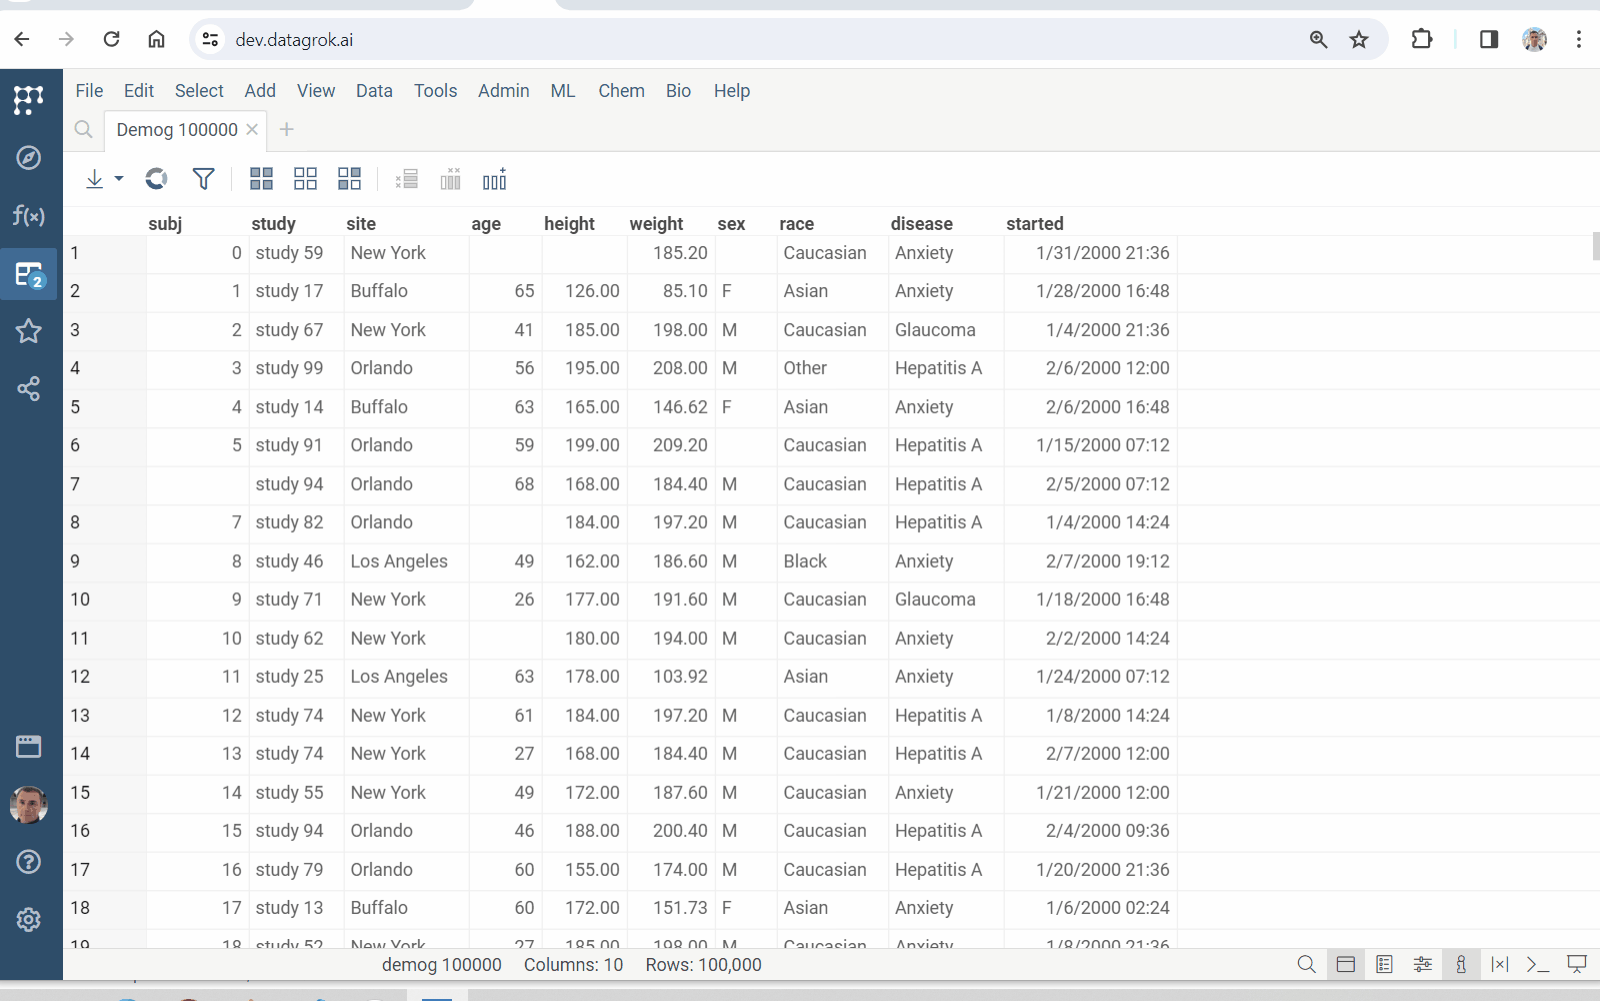 dev.datagrok.ai
File Edit Select Add View Data Tools Admin ML Chem Bio Help
Demog 100000
subj study site age height weight sex race disease started
1 0 study 59 New York 185.20 Caucasian Anxiety 1/31/2000 21:36
2 1 study 17 Buffalo 65 126.00 85.10 F Asian Anxiety 1/28/2000 16:48
3 2 study 67 New York 41 185.00 198.00 M Caucasian Glaucoma 1/4/2000 21:36
4 3 study 99 Orlando 56 195.00 208.00 M Other Hepatitis A 2/6/2000 12:00
5 4 study 14 Buffalo 63 165.00 146.62 F Asian Anxiety 2/6/2000 16:48
6 5 study 91 Orlando 59 199.00 209.20 Caucasian Hepatitis A 1/15/2000 07:12
7 study 94 Orlando 68 168.00 184.40 M Caucasian Hepatitis A 2/5/2000 07:12
8 7 study 82 Orlando 184.00 197.20 M Caucasian Hepatitis A 1/4/2000 14:24
9 8 study 46 Los Angeles 49 162.00 186.60 M Black Anxiety 2/7/2000 19:12
10 9 study 71 New York 26 177.00 191.60 M Caucasian Glaucoma 1/18/2000 16:48
11 10 study 62 New York 180.00 194.00 M Caucasian Anxiety 2/2/2000 14:24
12 11 study 25 Los Angeles 63 178.00 103.92 Asian Anxiety 1/24/2000 07:12
13 12 study 74 New York 61 184.00 197.20 M Caucasian Hepatitis A 1/8/2000 14:24
14 13 study 74 New York 27 168.00 184.40 M Caucasian Hepatitis A 2/7/2000 12:00
15 14 study 55 New York 49 172.00 187.60 M Caucasian Anxiety 1/21/2000 12:00
16 15 study 94 Orlando 46 188.00 200.40 M Caucasian Hepatitis A 2/4/2000 09:36
17 16 study 79 Orlando 60 155.00 174.00 M Caucasian Hepatitis A 1/20/2000 21:36
18 17 study 13 Buffalo 60 172.00 151.73 F Asian Anxiety 1/6/2000 02:24
19 18 study 52 New York 27 185.00 198.00 M Caucasian Anxiety 1/8/2000 21:36
demog 100000 Columns: 10 Rows: 100,000
f(x)
2